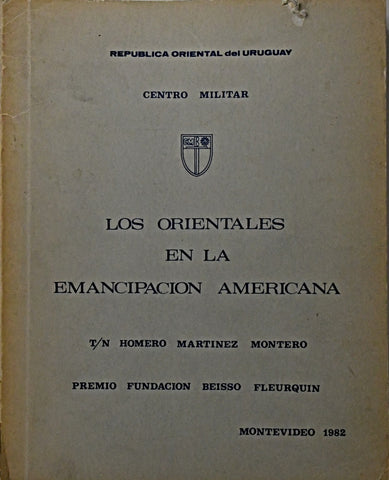 REPUBLICA ORIENTAL del URUGUAY
CENTRO MILITAR
LOS ORIENTALES
EN LA
EMANCIPACION AMERICANA
T/N HOMERO MARTINEZ MONTERO
PREMIO FUNDACION BEISSO FLEURQUIN
MONTEVIDEO 1982